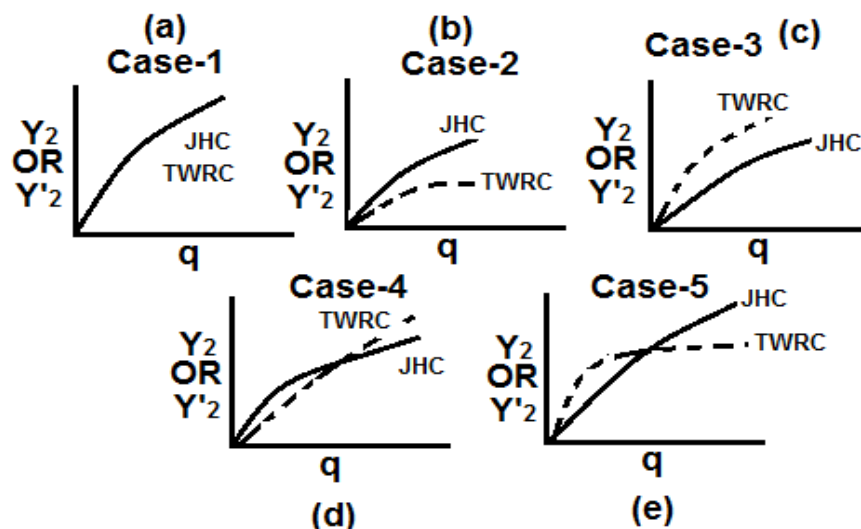 (a)
Case-1
Y2
OR
Y'2
JHC
TWRC
q
(b)
Case-2
Y2
OR
Y'2
JHC
TWRC
q
Case-3 (c)
Y2
OR
Y'2
TWRC
JHC
q
Case-4
Y2
OR
Y'2
TWRC
JHC
q
(d)
Case-5
Y2
OR
Y'2
JHC
TWRC
q
(e)